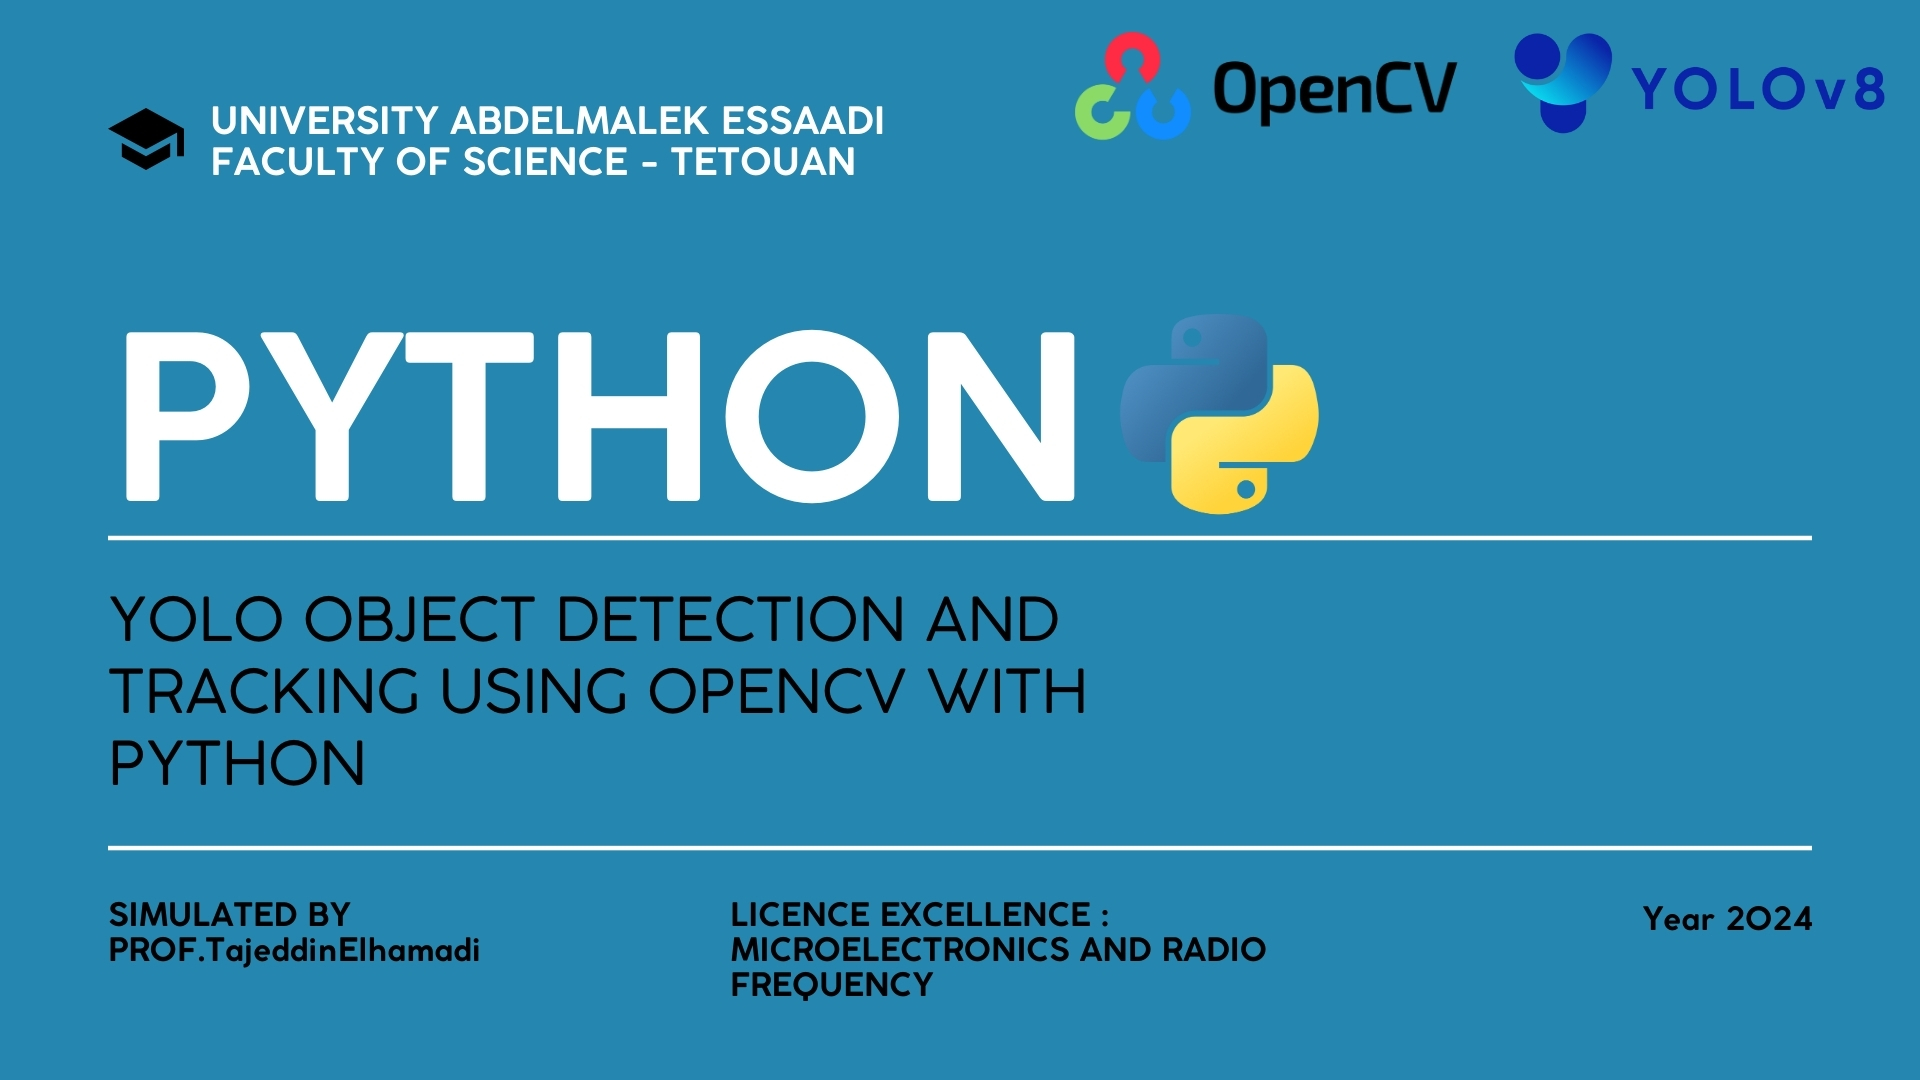 OpenCV
YOLOv8
UNIVERSITY ABDELMALEK ESSAADI
FACULTY OF SCIENCE - TETOUAN
PYTHON
YOLO OBJECT DETECTION AND
TRACKING USING OPENCV WITH
PYTHON
SIMULATED BY
PROF.TajeddinElhamadi
LICENCE EXCELLENCE :
MICROELECTRONICS AND RADIO
FREQUENCY
Year 2024